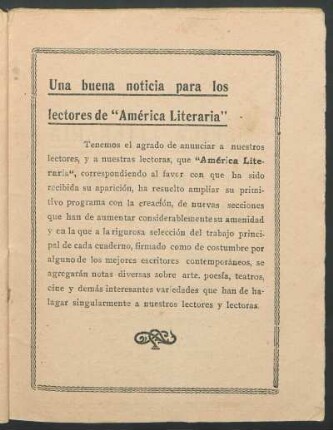 Una buena noticia para los
lectores de "América Literaria"
Tenemos el agrado de anunciar a nuestros
lectores, y a nuestras lectoras, que "América Lite-
raria", correspondiendo al favor con que ha sido
recibida su aparición, ha resuelto ampliar su primi-
tivo programa con la creación, de nuevas secciones
que han de aumentar considerablemente su amenidad
y en la que a la rigurosa selección del trabajo princi-
pal de cada cuaderno, firmado como de costumbre por
alguno de los mejores escritores contemporáneos, se
agregarán notas diversas sobre arte, poesía, teatros,
cine y demás interesantes variedades que han de ha-
lagar singularmente a nuestros lectores y lectoras.